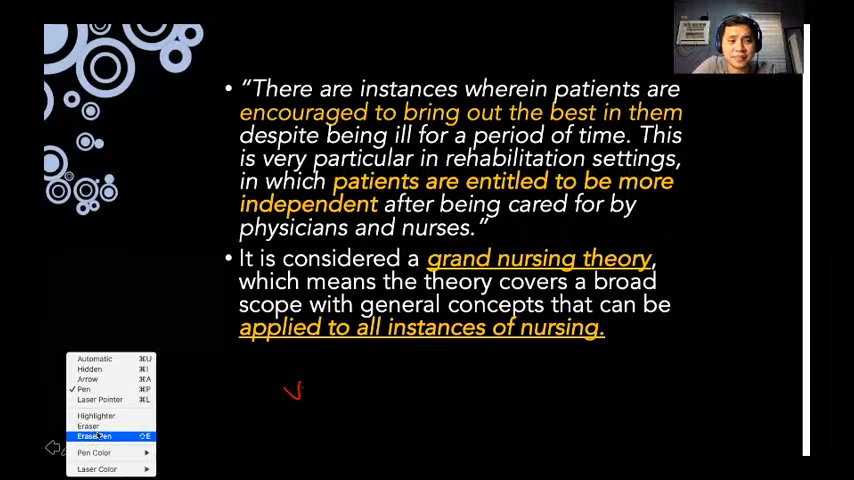 • “There are instances wherein patients are
encouraged to bring out the best in them
despite being ill for a period of time. This
is very particular in rehabilitation settings,
in which patients are entitled to be more
independent after being cared for by
physicians and nurses.”
• It is considered a grand nursing theory,
which means the theory covers a broad
scope with general concepts that can be
applied to all instances of nursing.
Automatic ⌘U
Hidden ⌘I
Arrow ⌘A
✓ Pen ⌘P
Laser Pointer ⌘L
Highlighter
Eraser
Erase Pen ⇧E
Pen Color
Laser Color